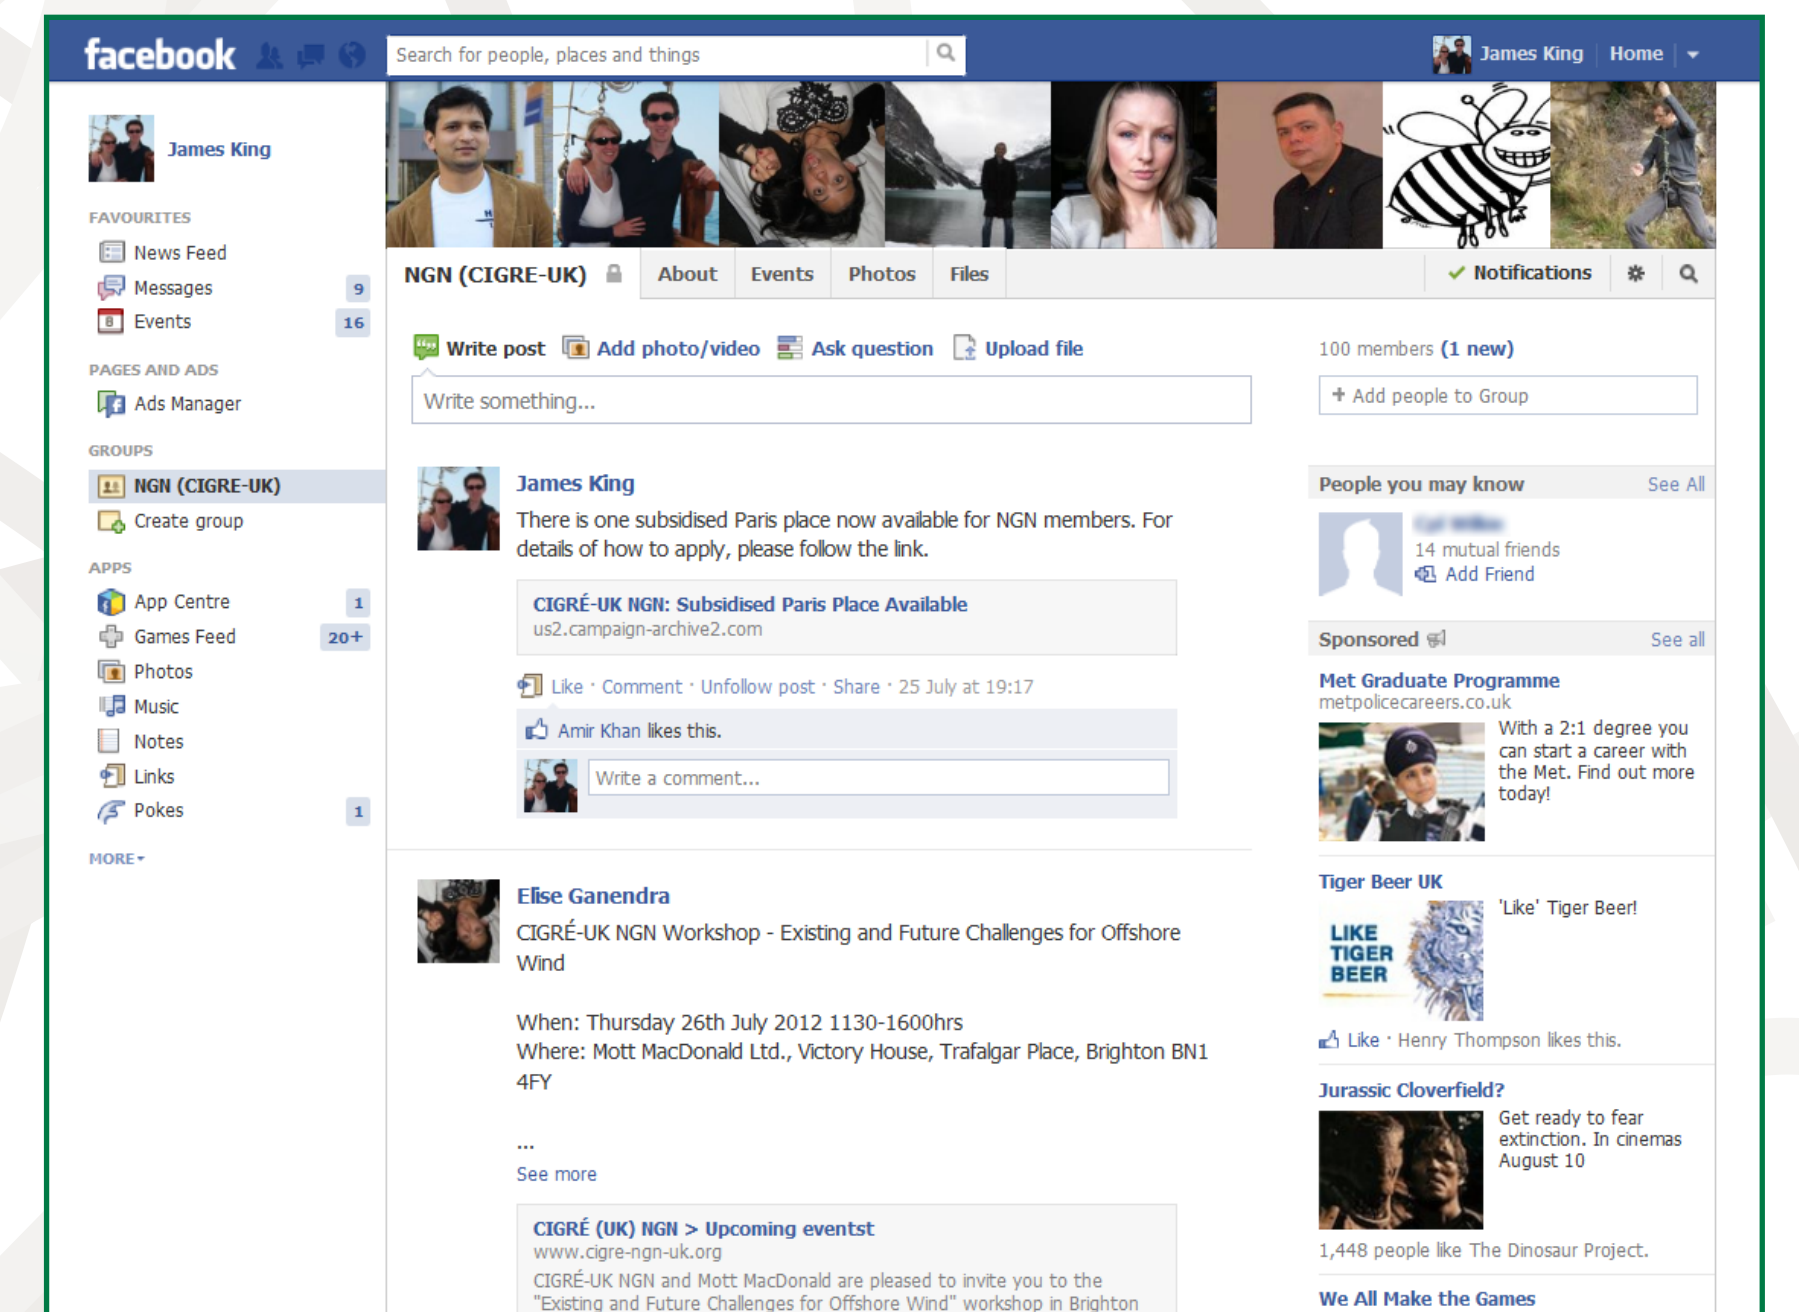 facebook
Search for people, places and things
James King
Home
James King
FAVOURITES
News Feed
Messages 9
Events 16
PAGES AND ADS
Ads Manager
GROUPS
NGN (CIGRE-UK)
Create group
APPS
App Centre 1
Games Feed 20+
Photos
Music
Notes
Links
Pokes 1
MORE
NGN (CIGRE-UK)
About
Events
Photos
Files
Notifications
Write post
Add photo/video
Ask question
Upload file
Write something...
James King
There is one subsidised Paris place now available for NGN members. For
details of how to apply, please follow the link.
CIGRÉ-UK NGN: Subsidised Paris Place Available
us2.campaign-archive2.com
Like · Comment · Unfollow post · Share · 25 July at 19:17
Amir Khan likes this.
Write a comment...
Elise Ganendra
CIGRÉ-UK NGN Workshop - Existing and Future Challenges for Offshore
Wind
When: Thursday 26th July 2012 1130-1600hrs
Where: Mott MacDonald Ltd., Victory House, Trafalgar Place, Brighton BN1
4FY
...
See more
CIGRÉ (UK) NGN > Upcoming eventst
www.cigre-ngn-uk.org
CIGRÉ-UK NGN and Mott MacDonald are pleased to invite you to the
"Existing and Future Challenges for Offshore Wind" workshop in Brighton
100 members (1 new)
+ Add people to Group
People you may know
See All
14 mutual friends
Add Friend
Sponsored
See all
Met Graduate Programme
metpolicecareers.co.uk
With a 2:1 degree you
can start a career with
the Met. Find out more
today!
Tiger Beer UK
LIKE
TIGER
BEER
'Like' Tiger Beer!
Like · Henry Thompson likes this.
Jurassic Cloverfield?
Get ready to fear
extinction. In cinemas
August 10
1,448 people like The Dinosaur Project.
We All Make the Games